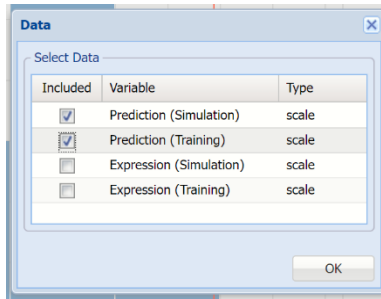 Data
Select Data
Included Variable Type
Prediction (Simulation) scale
Prediction (Training) scale
Expression (Simulation) scale
Expression (Training) scale
OK